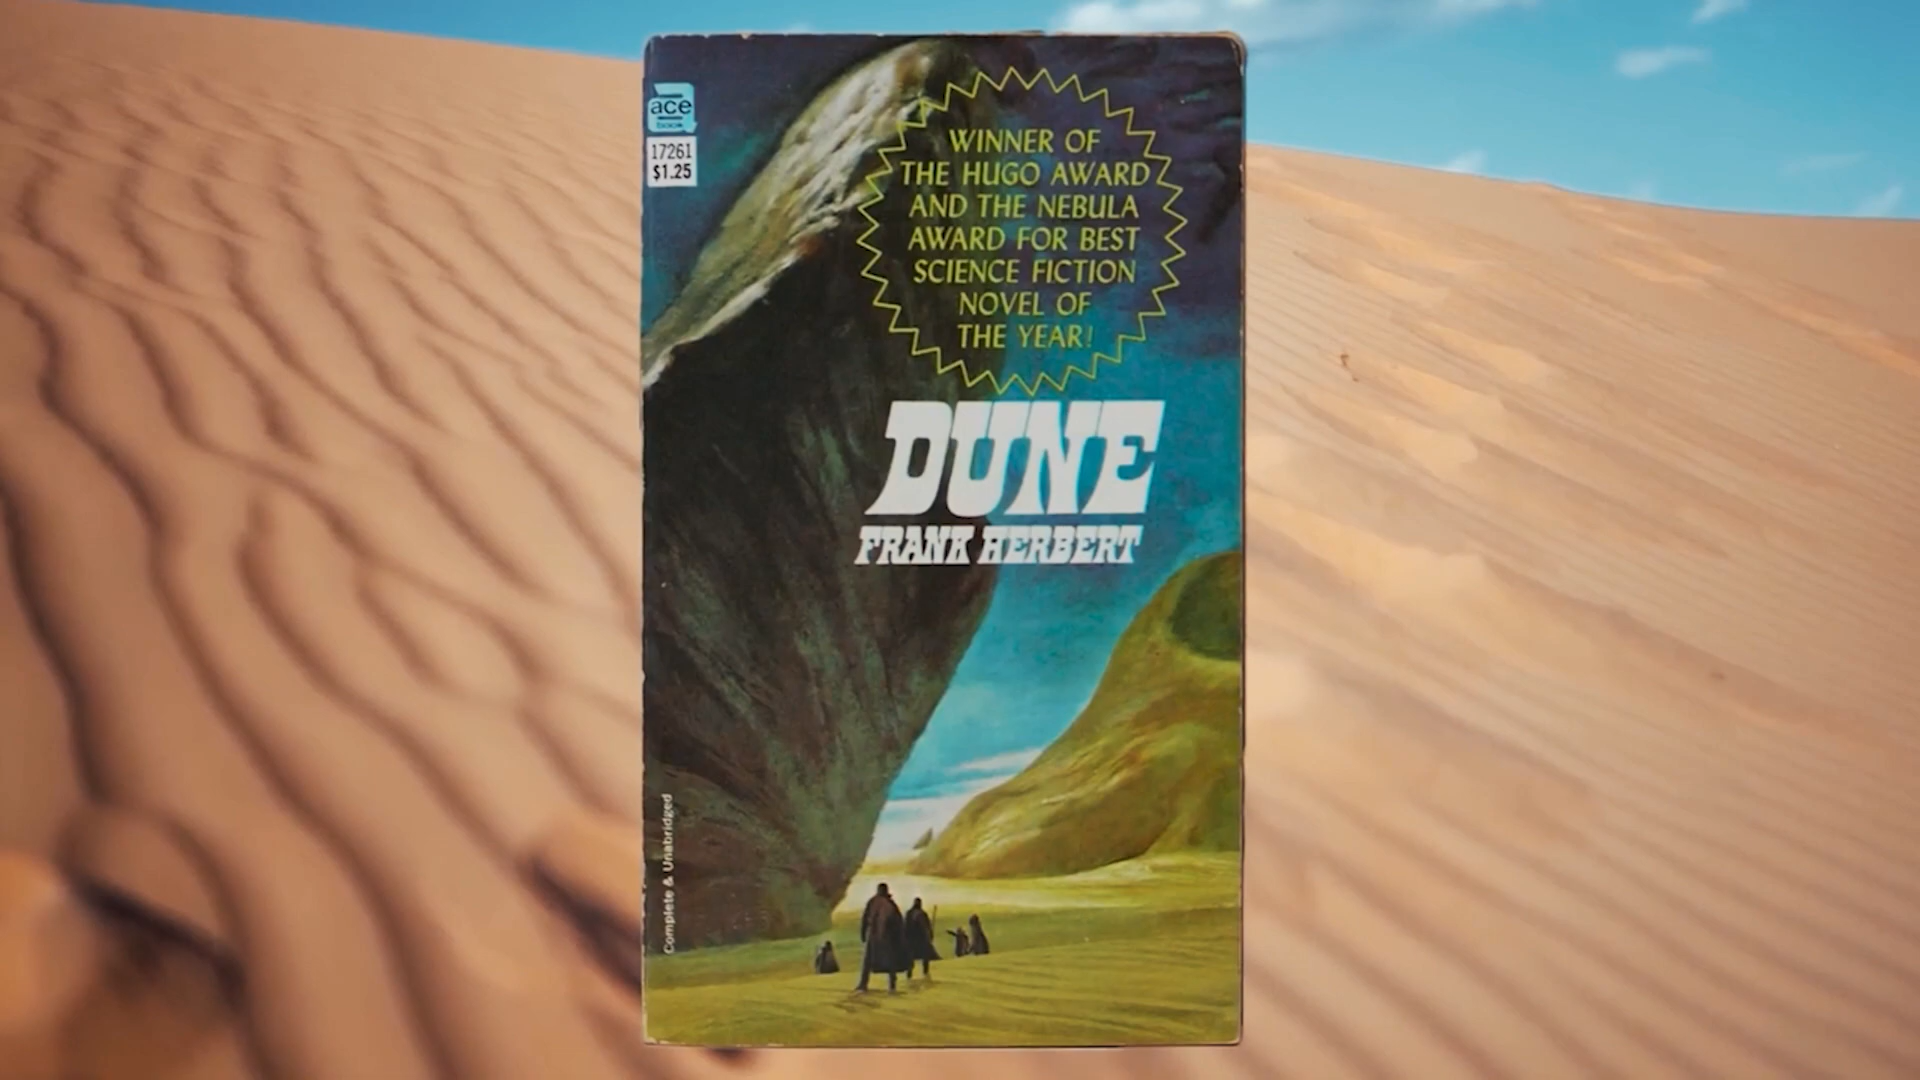 ace
book
17261
$1.25
WINNER OF
THE HUGO AWARD
AND THE NEBULA
AWARD FOR BEST
SCIENCE FICTION
NOVEL OF
THE YEAR!
DUNE
FRANK HERBERT
Complete & Unabridged